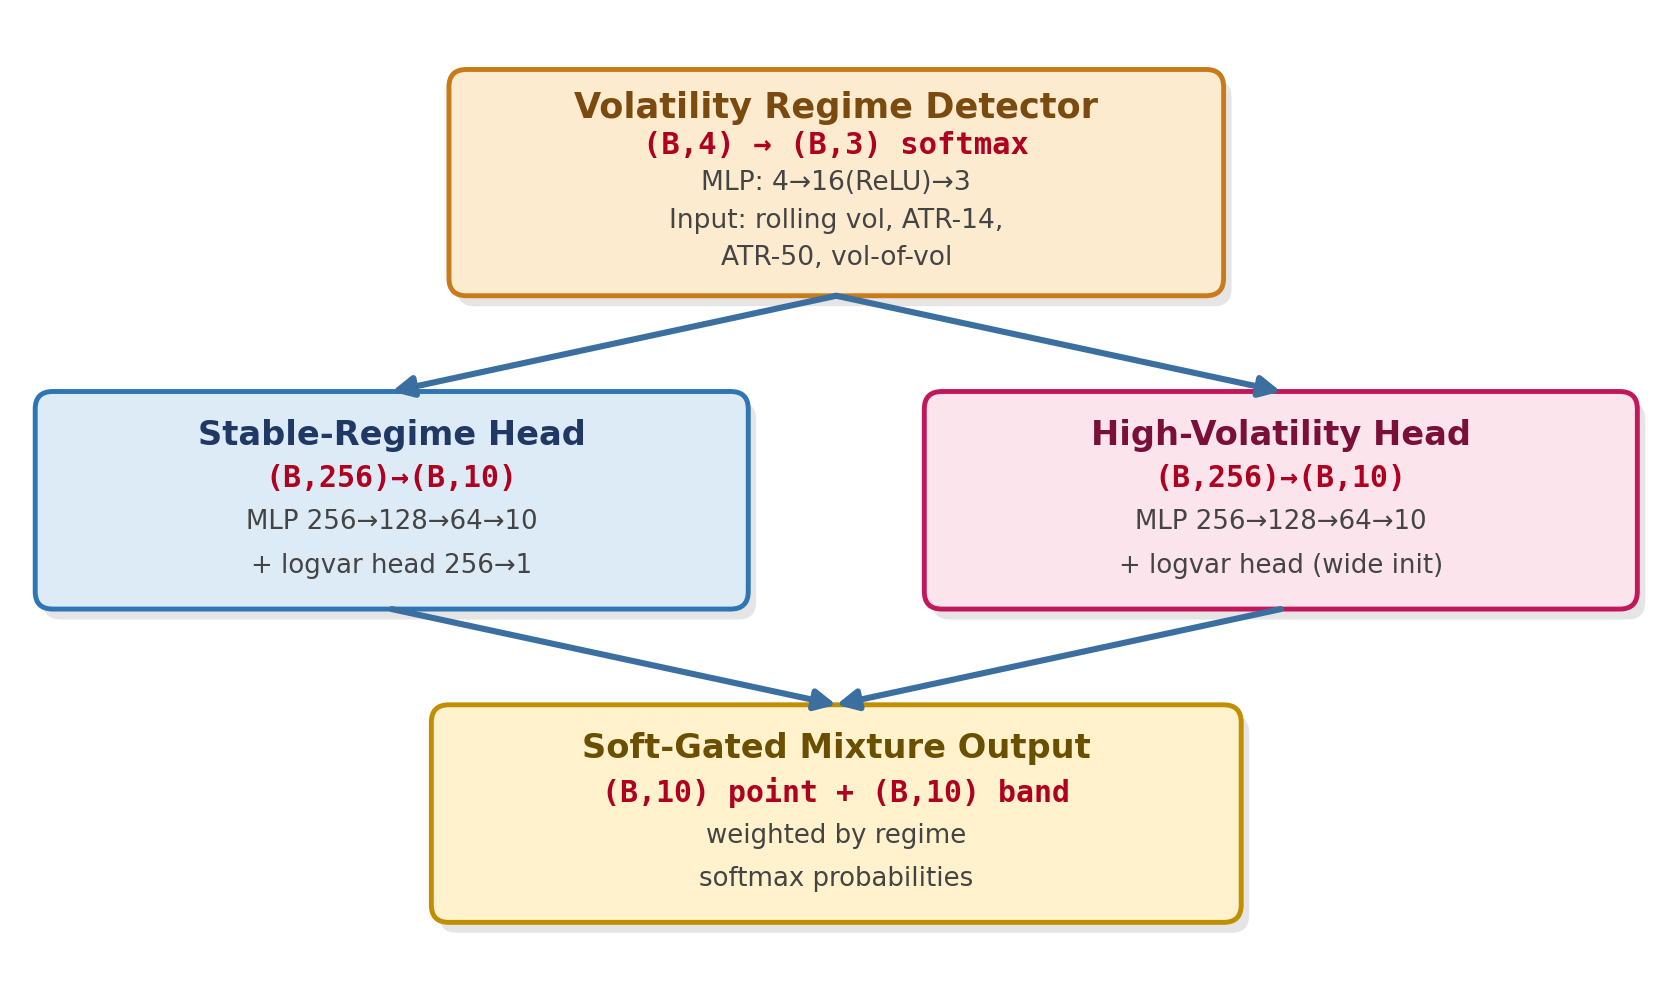 Volatility Regime Detector
(B,4) → (B,3) softmax
MLP: 4→16(ReLU)→3
Input: rolling vol, ATR-14,
ATR-50, vol-of-vol
Stable-Regime Head
(B,256)→(B,10)
MLP 256→128→64→10
+ logvar head 256→1
High-Volatility Head
(B,256)→(B,10)
MLP 256→128→64→10
+ logvar head (wide init)
Soft-Gated Mixture Output
(B,10) point + (B,10) band
weighted by regime
softmax probabilities